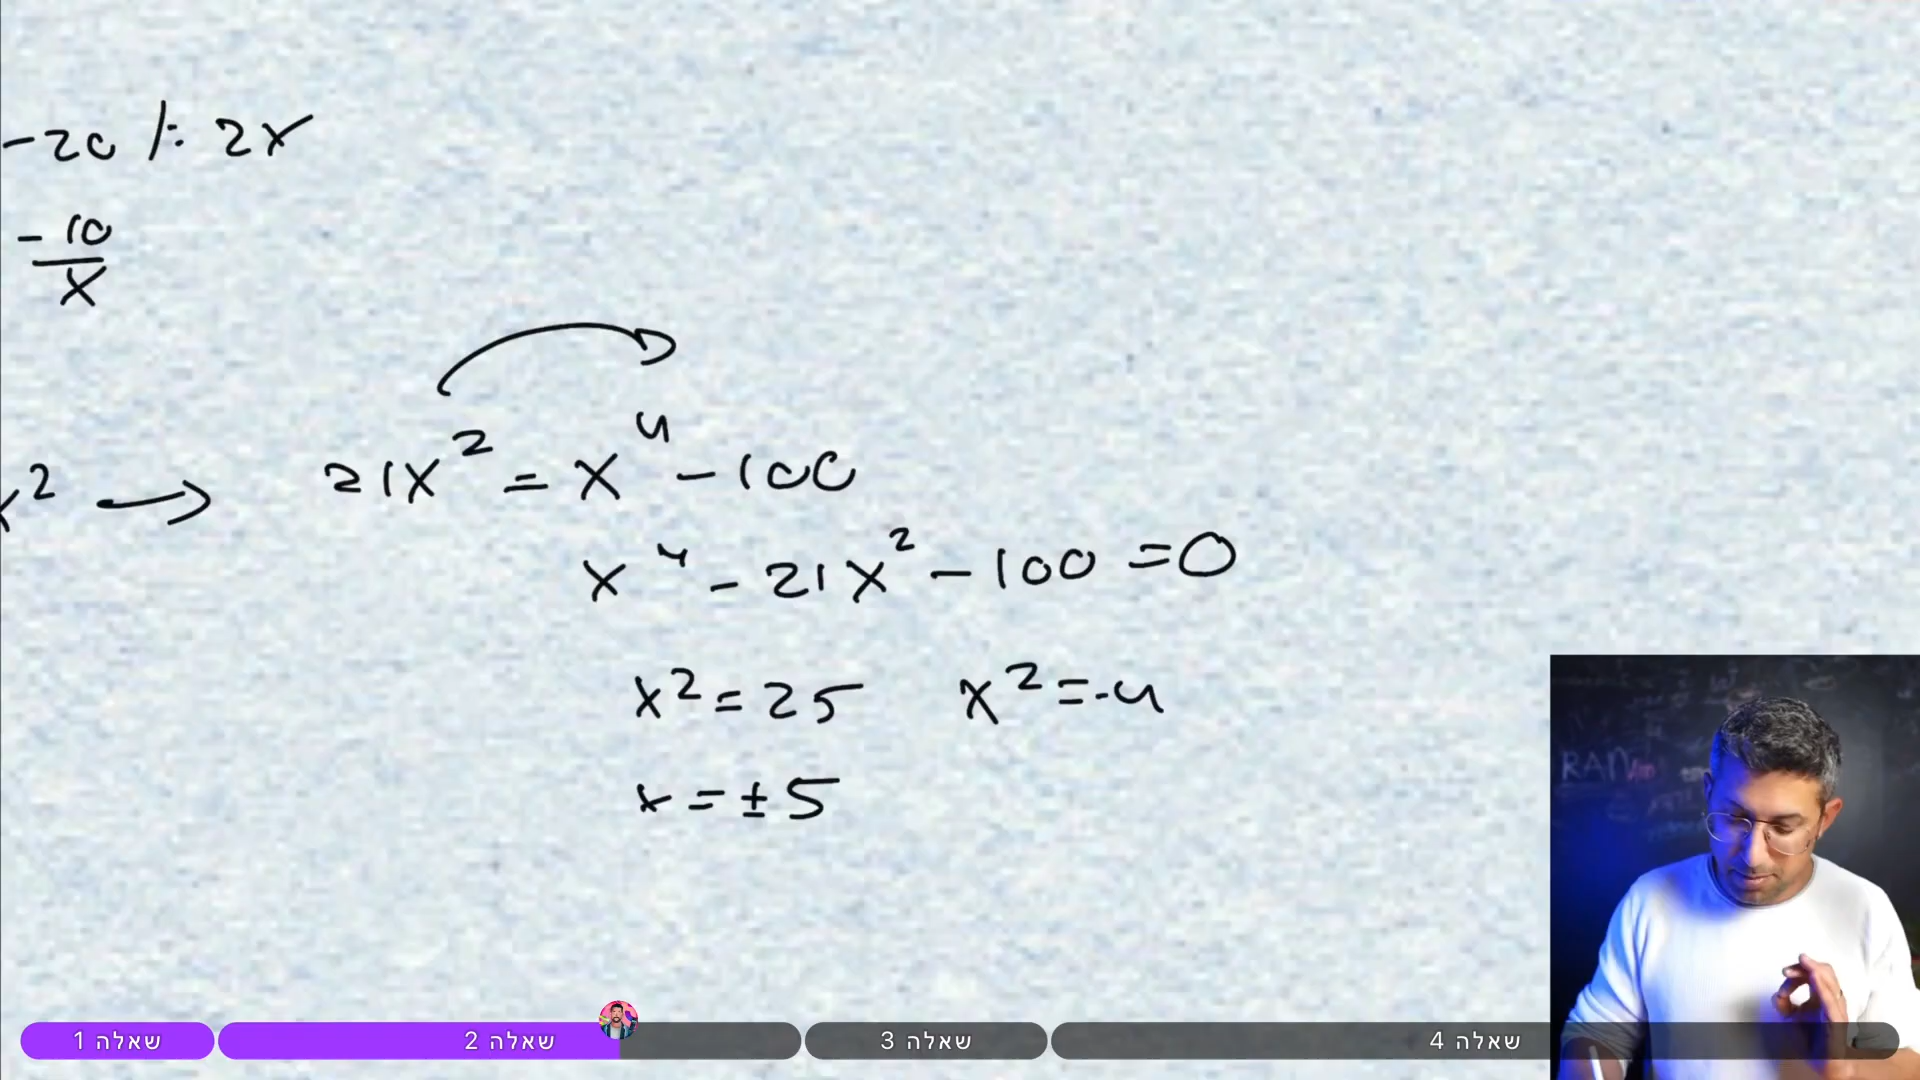 -20 /: 2x
-10
x
x² → 21x² = x⁴ - 100
x⁴ - 21x² - 100 = 0
x² = 25 x² = -4
x = ±5
RAN
שאלה 1
שאלה 2
שאלה 3
שאלה 4